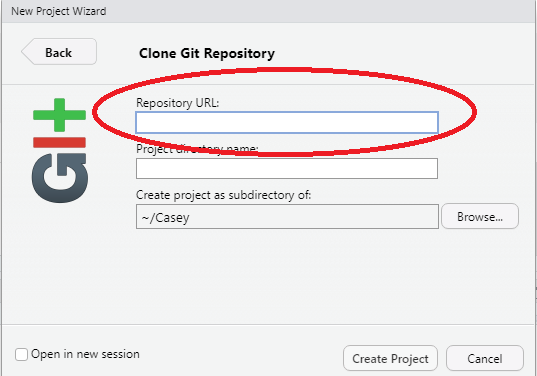 New Project Wizard
Back
Clone Git Repository
Repository URL:
Project directory name:
Create project as subdirectory of:
~/Casey
Browse...
GIt
Open in new session
Create Project
Cancel